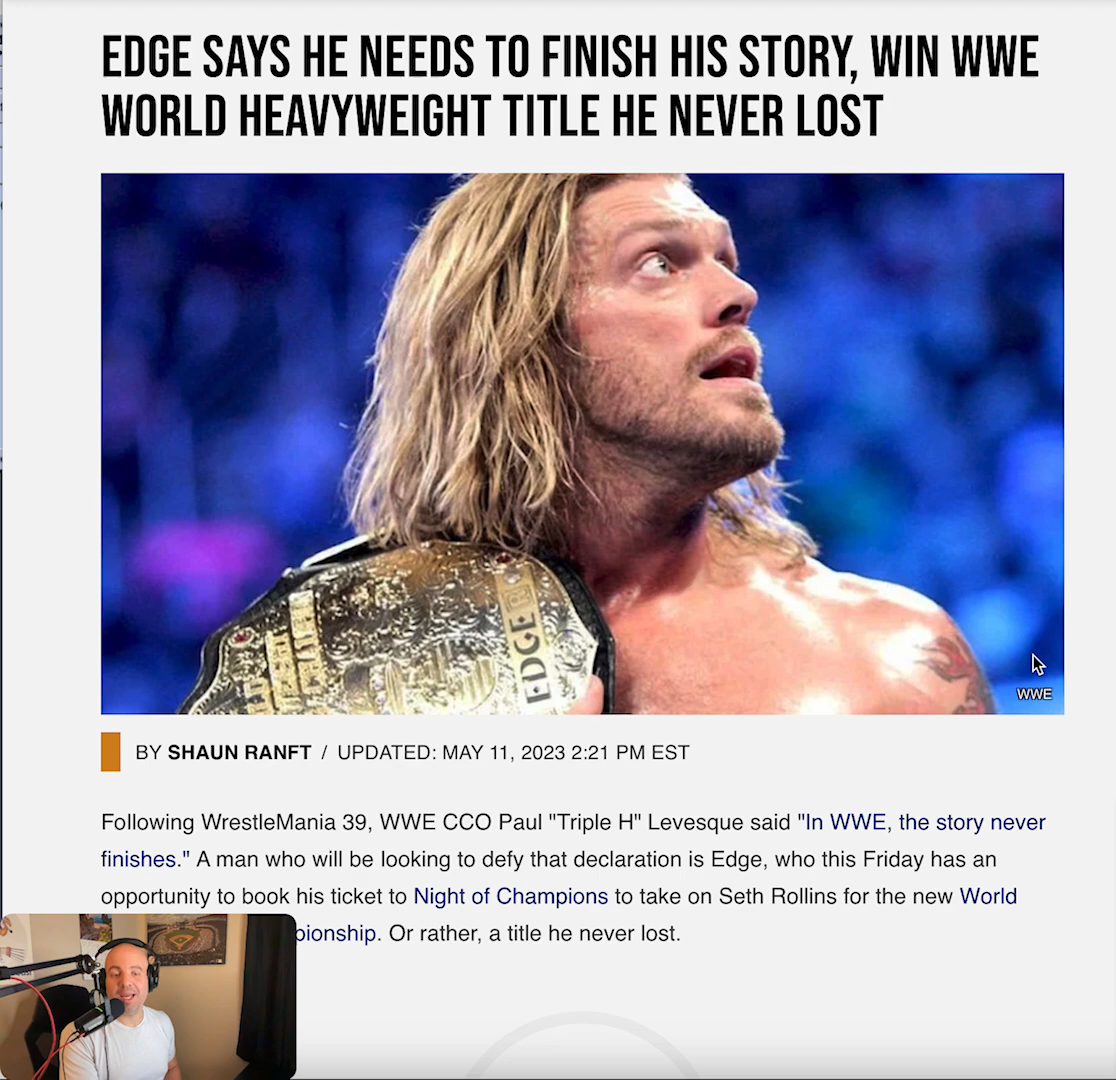 EDGE SAYS HE NEEDS TO FINISH HIS STORY, WIN WWE
WORLD HEAVYWEIGHT TITLE HE NEVER LOST
EDGE R
WWE
BY SHAUN RANFT / UPDATED: MAY 11, 2023 2:21 PM EST
Following WrestleMania 39, WWE CCO Paul "Triple H" Levesque said "In WWE, the story never
finishes." A man who will be looking to defy that declaration is Edge, who this Friday has an
opportunity to book his ticket to Night of Champions to take on Seth Rollins for the new World
pionship. Or rather, a title he never lost.